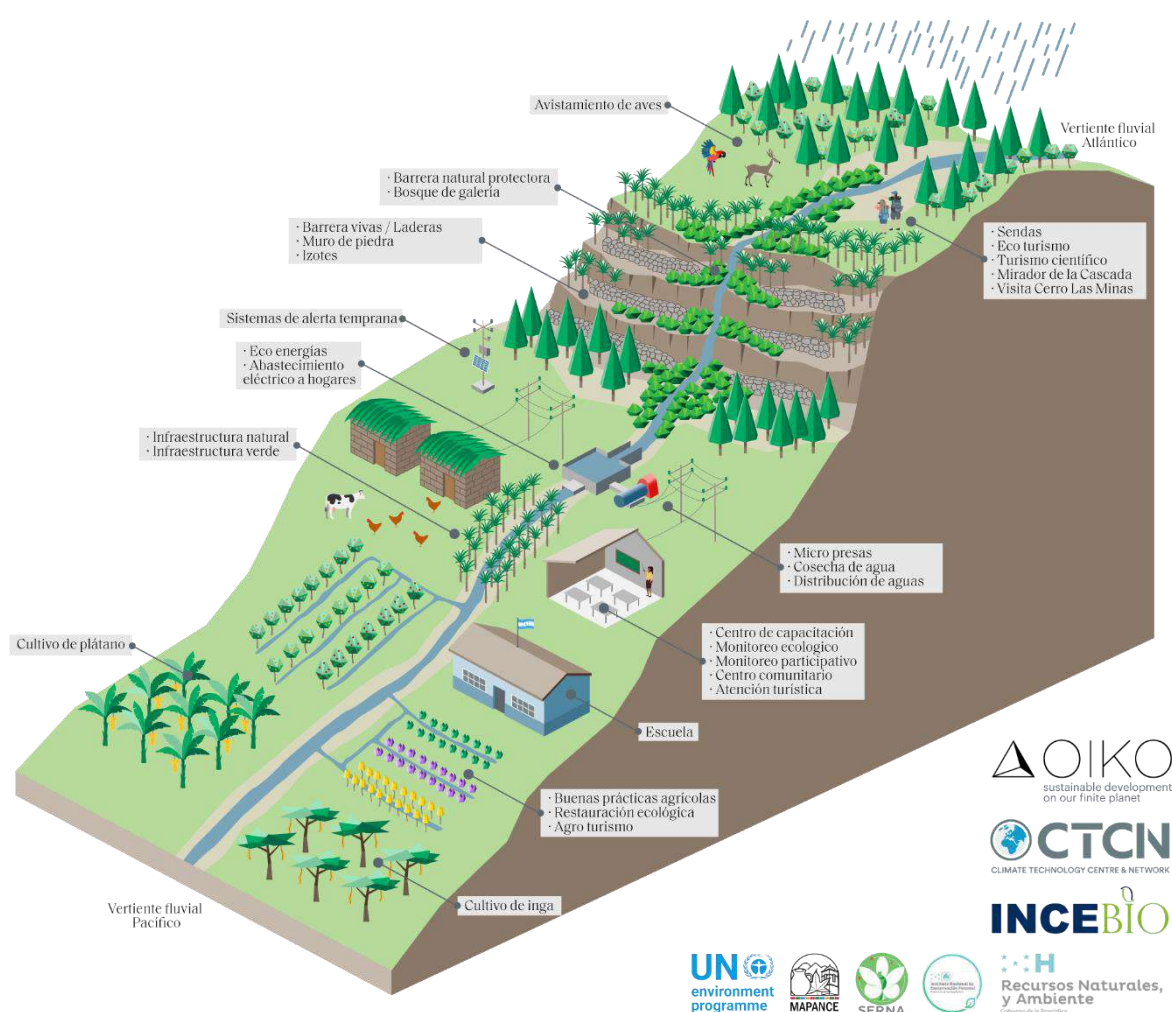 Avistamiento de aves
Vertiente fluvial
Atlántico
· Barrera natural protectora
· Bosque de galería
· Barrera vivas / Laderas
· Muro de piedra
· Izotes
· Sendas
· Eco turismo
· Turismo científico
· Mirador de la Cascada
· Visita Cerro Las Minas
Sistemas de alerta temprana
· Eco energías
· Abastecimiento
eléctrico a hogares
· Infraestructura natural
· Infraestructura verde
· Micro presas
· Cosecha de agua
· Distribución de aguas
· Centro de capacitación
· Monitoreo ecologico
· Monitoreo participativo
· Centro comunitario
· Atención turística
Cultivo de plátano
Escuela
· Buenas prácticas agrícolas
· Restauración ecológica
· Agro turismo
Cultivo de inga
Vertiente fluvial
Pacífico
OIKO
sustainable development
on our finite planet
CTCN
CLIMATE TECHNOLOGY CENTRE & NETWORK
INCEBIO
UN
environment
programme
MAPANCE
SERNA
H
Recursos Naturales,
y Ambiente
Gobierno de la República